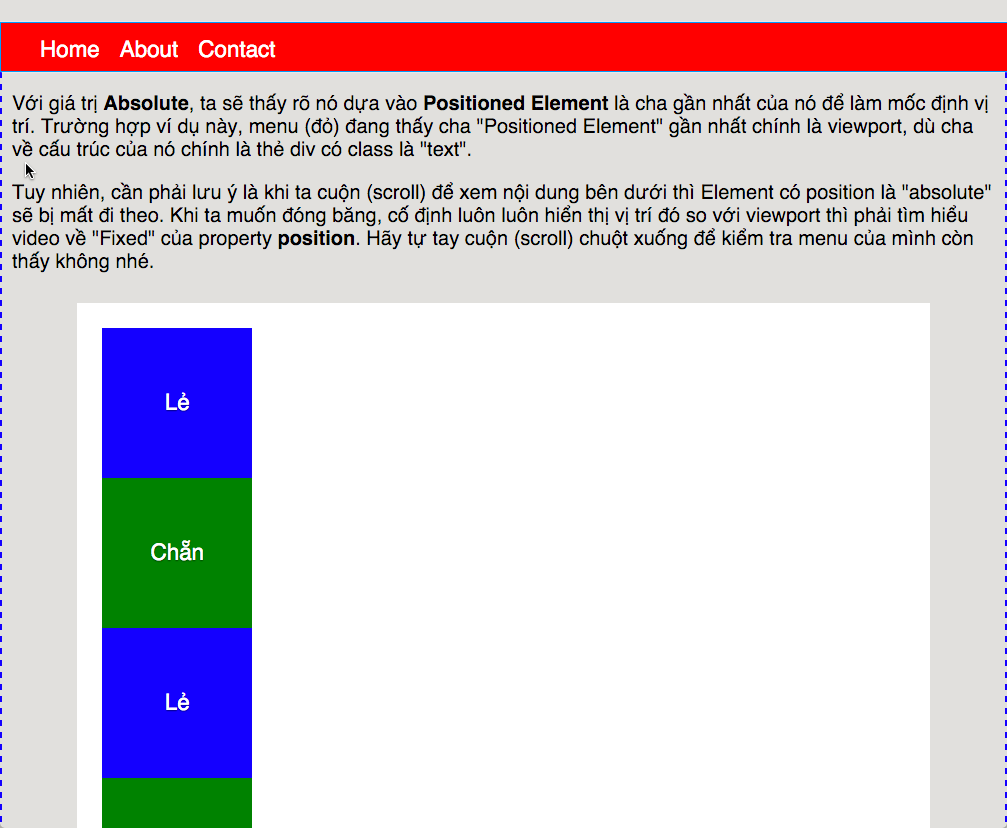 Home About Contact
Với giá trị Absolute, ta sẽ thấy rõ nó dựa vào Positioned Element là cha gần nhất của nó để làm mốc định vị
trí. Trường hợp ví dụ này, menu (đỏ) đang thấy cha "Positioned Element" gần nhất chính là viewport, dù cha
về cấu trúc của nó chính là thẻ div có class là "text".
Tuy nhiên, cần phải lưu ý là khi ta cuộn (scroll) để xem nội dung bên dưới thì Element có position là "absolute"
sẽ bị mất đi theo. Khi ta muốn đóng băng, cố định luôn luôn hiển thị vị trí đó so với viewport thì phải tìm hiểu
video về "Fixed" của property position. Hãy tự tay cuộn (scroll) chuột xuống để kiểm tra menu của mình còn
thấy không nhé.
Lẻ
Chẵn
Lẻ